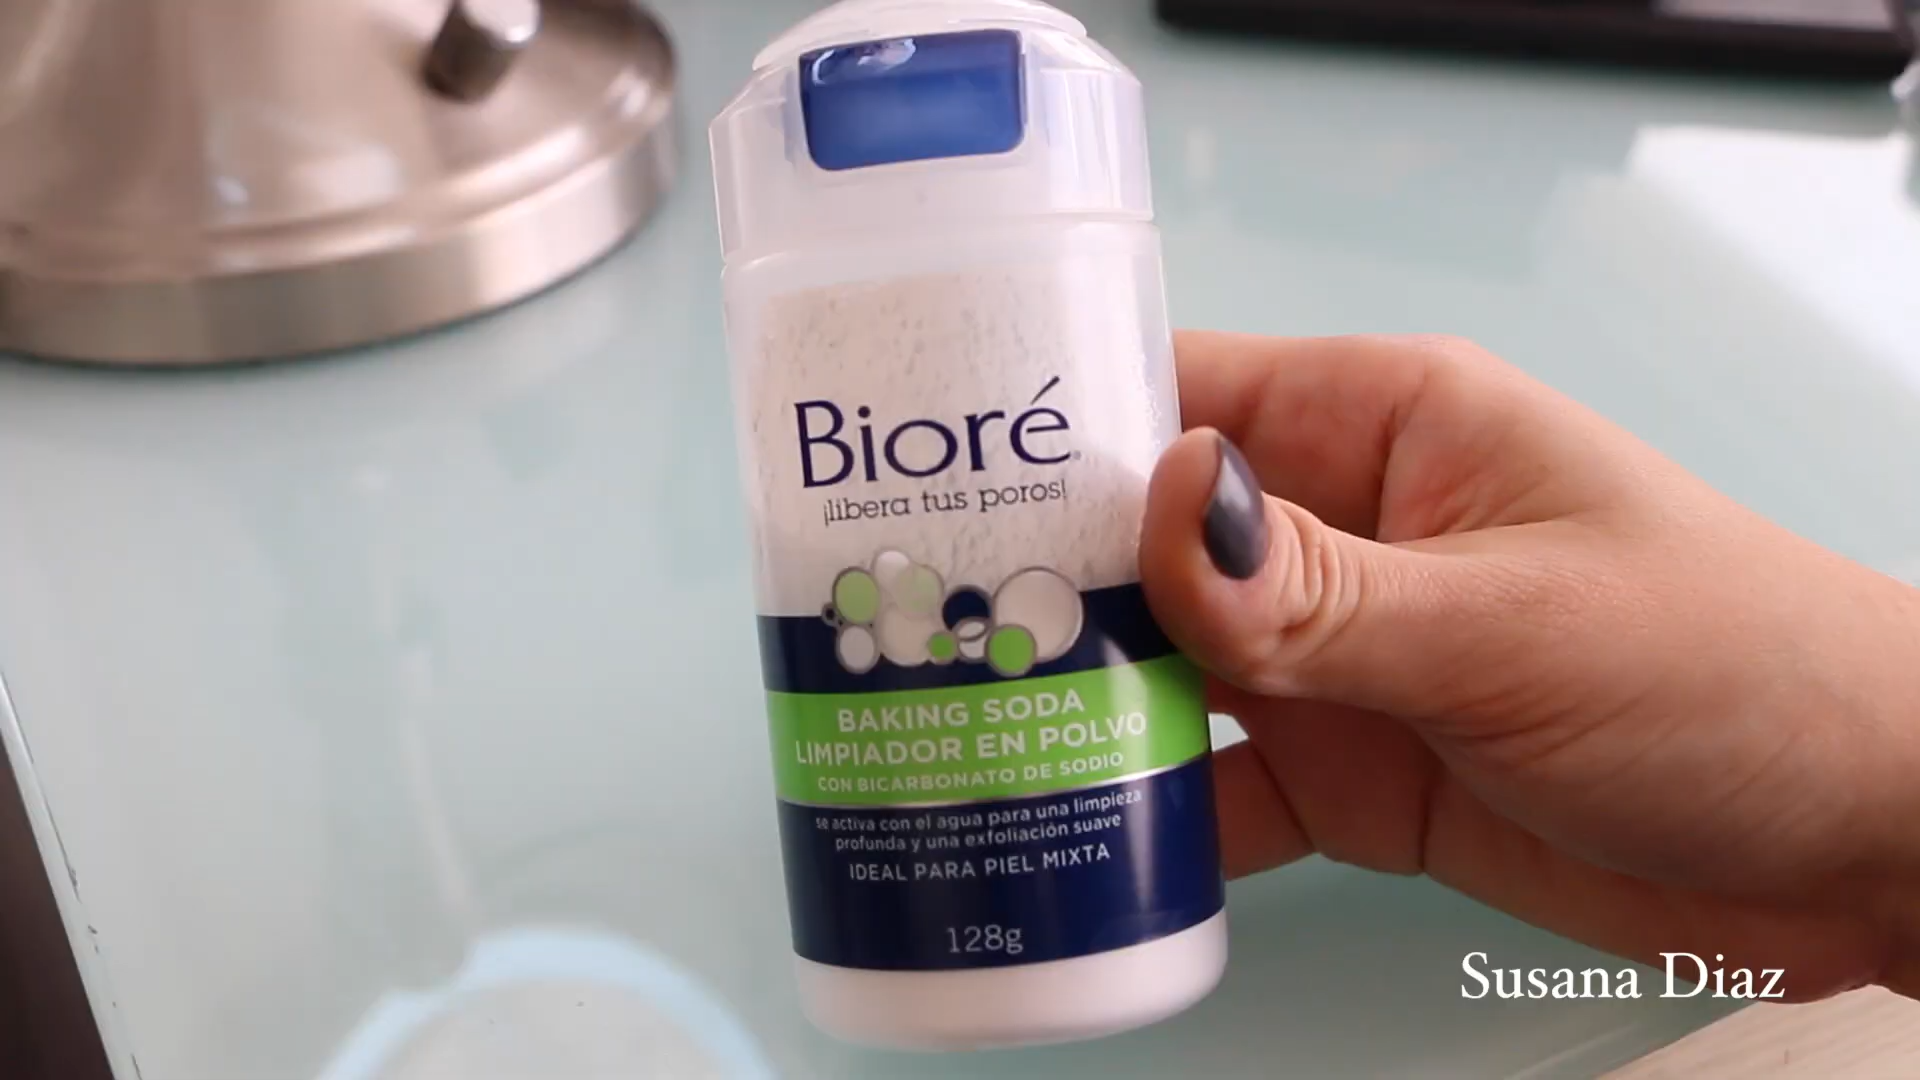 Bioré
¡libera tus poros!
BAKING SODA
LIMPIADOR EN POLVO
CON BICARBONATO DE SODIO
se activa con el agua para una limpieza
profunda y una exfoliación suave
IDEAL PARA PIEL MIXTA
128g
Susana Diaz